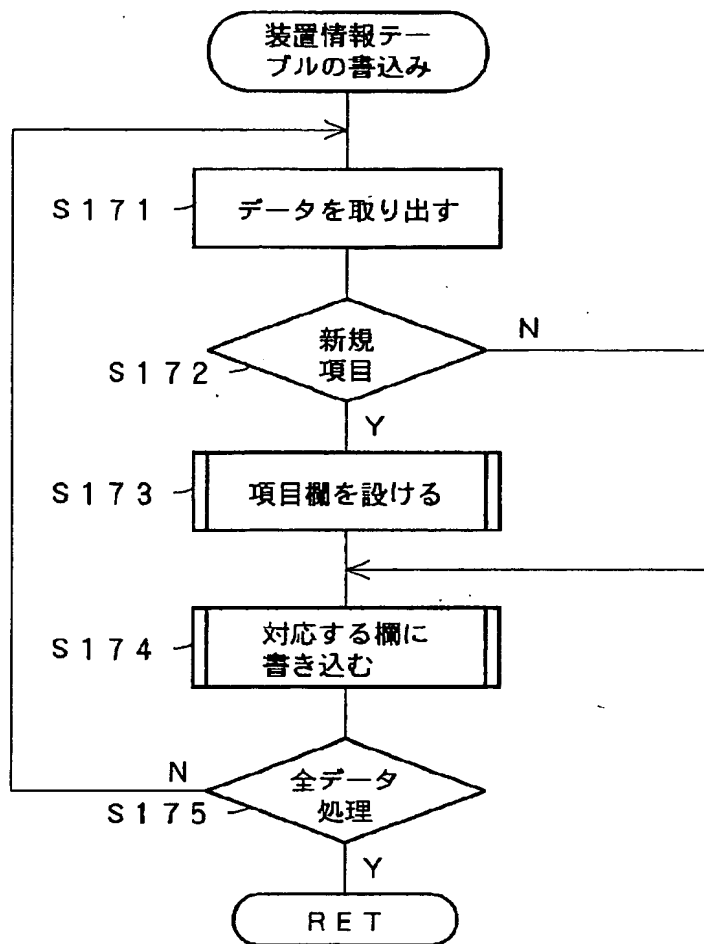 装置情報テー
ブルの書込み
S171
データを取り出す
新規
項目
N
S172
Y
S173
項目欄を設ける
S174
対応する欄に
書き込む
N
全データ
処理
S175
Y
RET